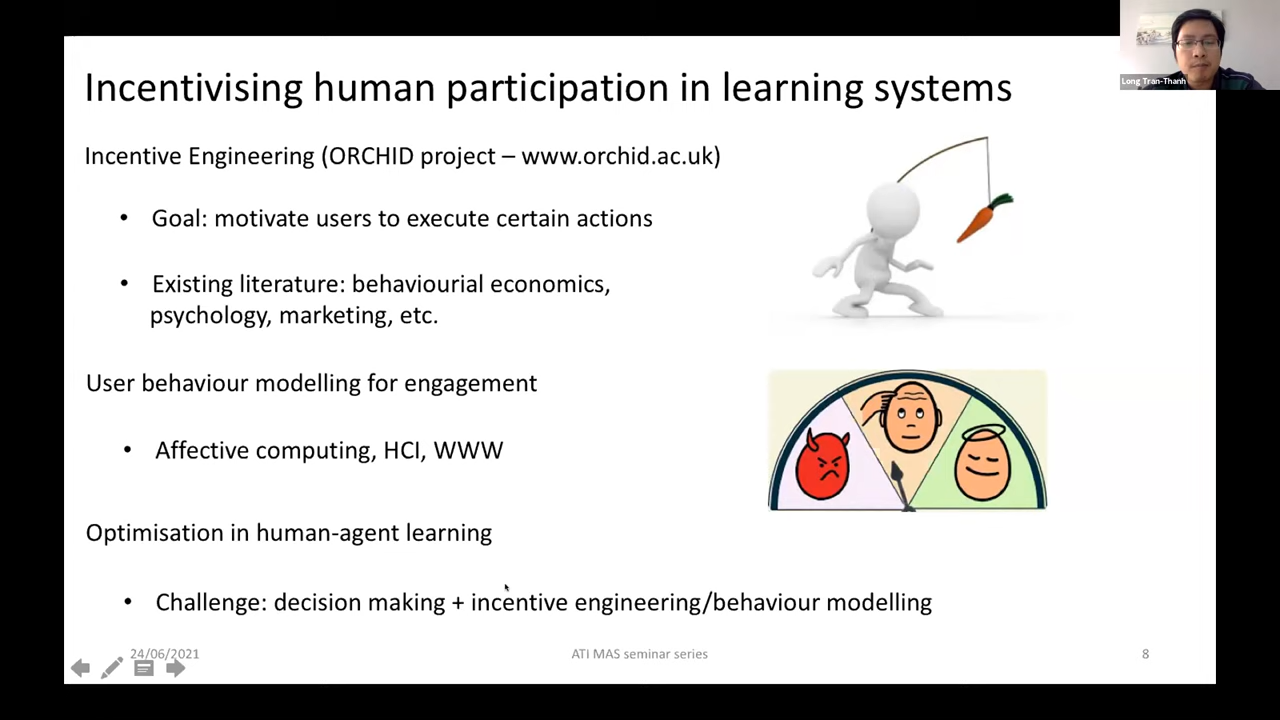 Long Tran-Thanh
Incentivising human participation in learning systems
Incentive Engineering (ORCHID project – www.orchid.ac.uk)
• Goal: motivate users to execute certain actions
• Existing literature: behaviourial economics,
psychology, marketing, etc.
User behaviour modelling for engagement
• Affective computing, HCI, WWW
Optimisation in human-agent learning
• Challenge: decision making + incentive engineering/behaviour modelling
24/06/2021
ATI MAS seminar series
8